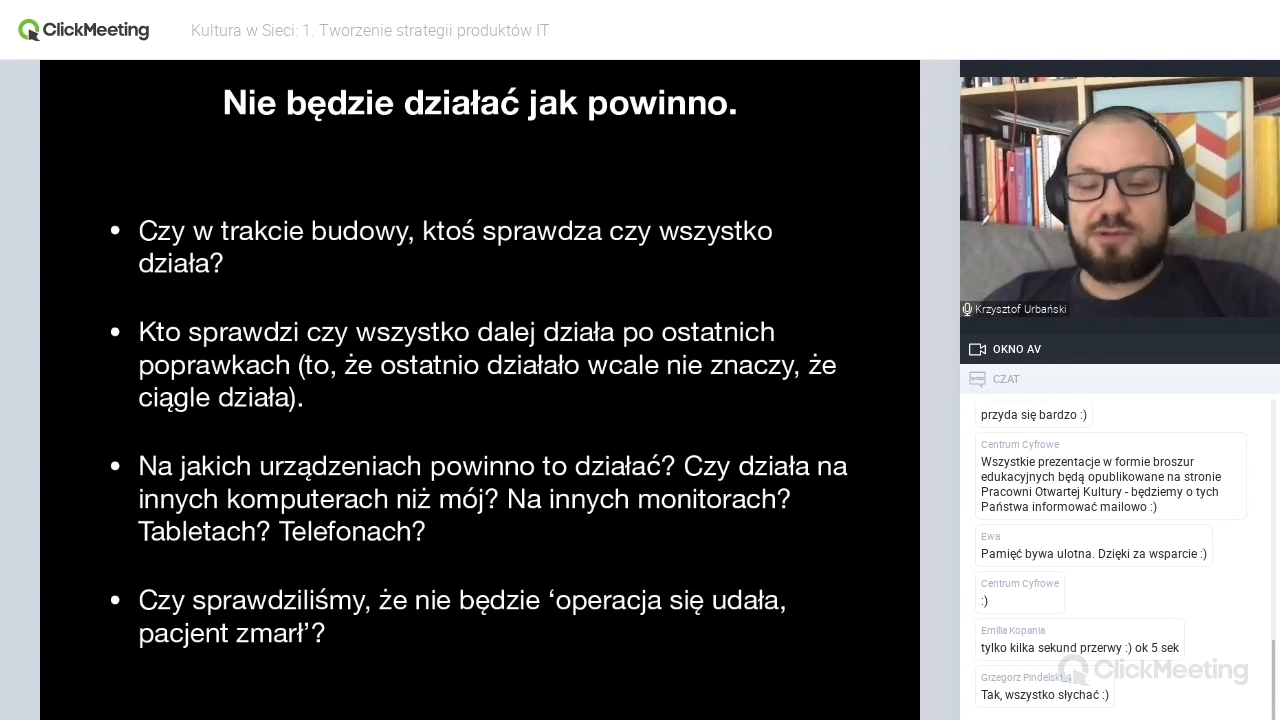 ClickMeeting
Kultura w Sieci: 1. Tworzenie strategii produktów IT
Nie będzie działać jak powinno.
• Czy w trakcie budowy, ktoś sprawdza czy wszystko
działa?
• Kto sprawdzi czy wszystko dalej działa po ostatnich
poprawkach (to, że ostatnio działało wcale nie znaczy, że
ciągle działa).
• Na jakich urządzeniach powinno to działać? Czy działa na
innych komputerach niż mój? Na innych monitorach?
Tabletach? Telefonach?
• Czy sprawdziliśmy, że nie będzie ‘operacja się udała,
pacjent zmarł’?
Krzysztof Urbański
OKNO AV
CZAT
przyda się bardzo :)
Centrum Cyfrowe
Wszystkie prezentacje w formie broszur
edukacyjnych będą opublikowane na stronie
Pracowni Otwartej Kultury - będziemy o tych
Państwa informować mailowo :)
Ewa
Pamięć bywa ulotna. Dzięki za wsparcie :)
Centrum Cyfrowe
:)
Emilia Kopania
tylko kilka sekund przerwy :) ok 5 sek
Grzegorz
Tak, wszystko słychać :)
ClickMeeting